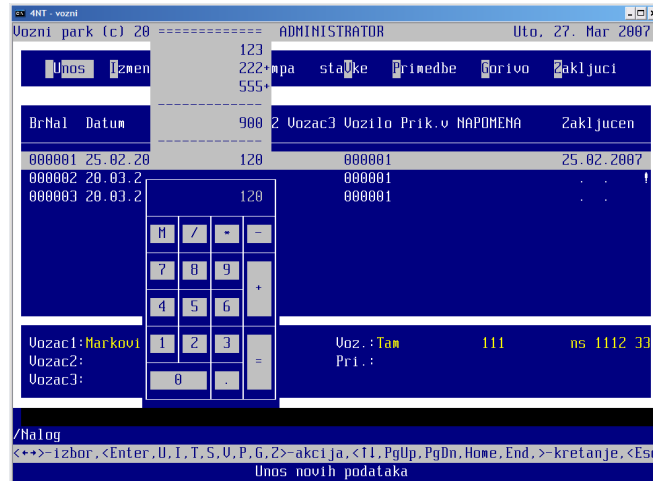 4NT - vozni
Vozni park (c) 20 ============= ADMINISTRATOR Uto, 27. Mar 2007
123
Unos Izmen 222+ mpa staVke Primedbe Gorivo Zakljuci
555+
-------------
BrNal Datum 900 2 Vozac3 Vozilo Prik.v NAPOMENA Zakljucen
-------------
000001 25.02.20 120 000001 25.02.2007
000002 20.03.2 000001 . . !
000003 20.03.2 120 000001 . .
M / * -
7 8 9
+
4 5 6
Vozac1:Markovi 1 2 3 Voz.:Tam 111 ns 1112 33
Vozac2: = Pri.:
Vozac3: 0 .
/Nalog
<↔>-izbor,<Enter,U,I,T,S,V,P,G,Z>-akcija,<↑↓,PgUp,PgDn,Home,End,>-kretanje,<Es
Unos novih podataka